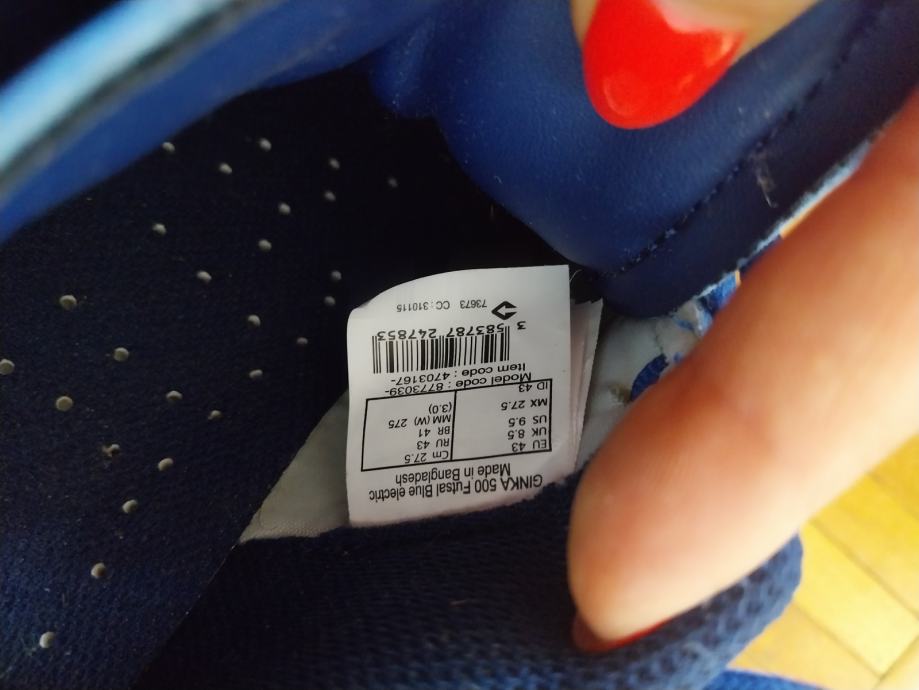 GINKA 500 Futsal Blue electric
Made in Bangladesh
EU 43
UK 8.5
US 9.5
MX 27.5
ID 43
Cm 27.5
RU 43
BR 41
MM (W) 275
(3.0)
Model code : 8773039-
Item code : 4703167-
3 583787 247853
73673 CC:310115